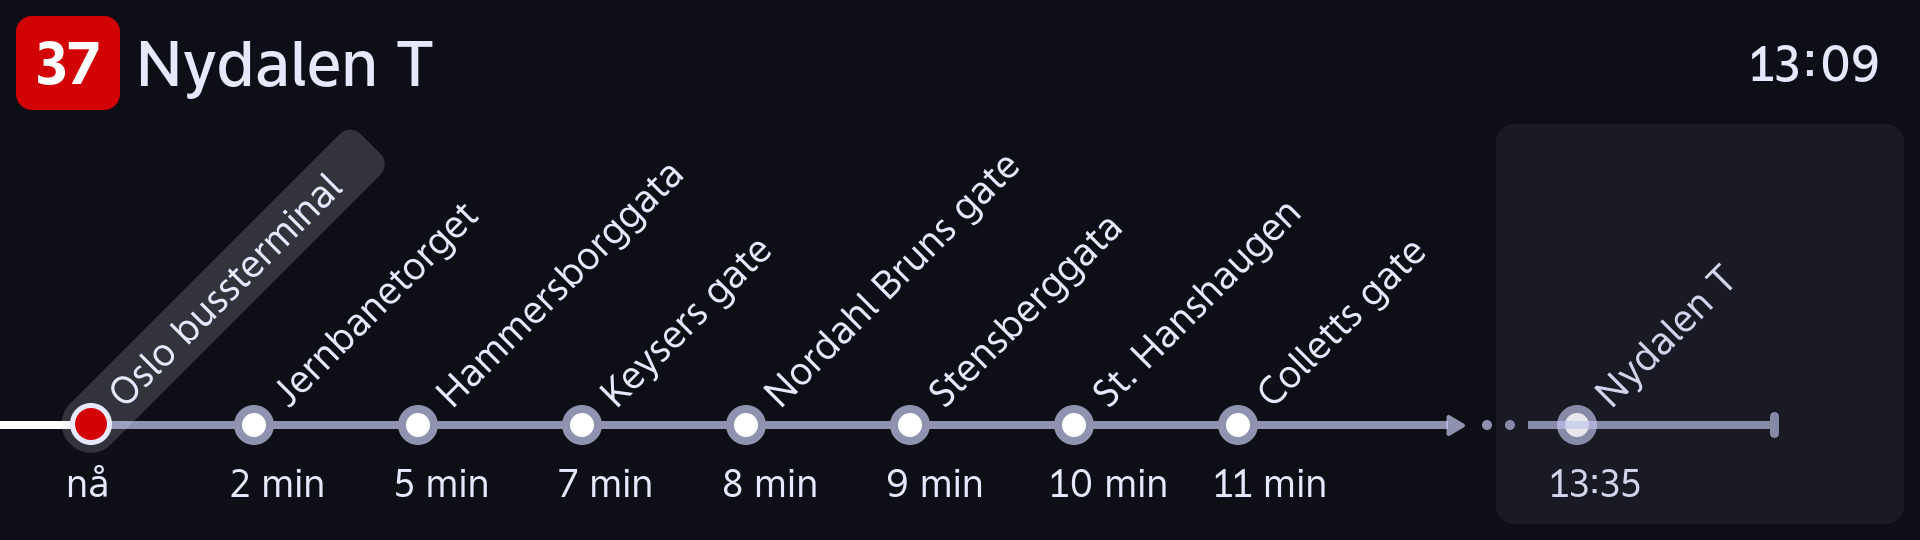 37 Nydalen T
13:09
Oslo bussterminal
Jernbanetorget
Hammersborggata
Keysers gate
Nordahl Bruns gate
Stensberggata
St. Hanshaugen
Colletts gate
Nydalen T
nå
2 min
5 min
7 min
8 min
9 min
10 min
11 min
13:35